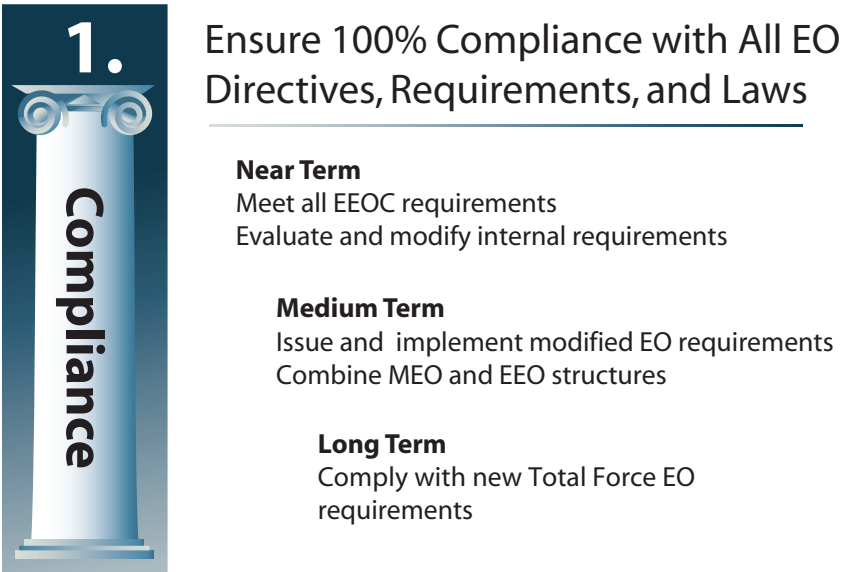 1.
Compliance
Ensure 100% Compliance with All EO
Directives, Requirements, and Laws
Near Term
Meet all EEOC requirements
Evaluate and modify internal requirements
Medium Term
Issue and implement modified EO requirements
Combine MEO and EEO structures
Long Term
Comply with new Total Force EO
requirements